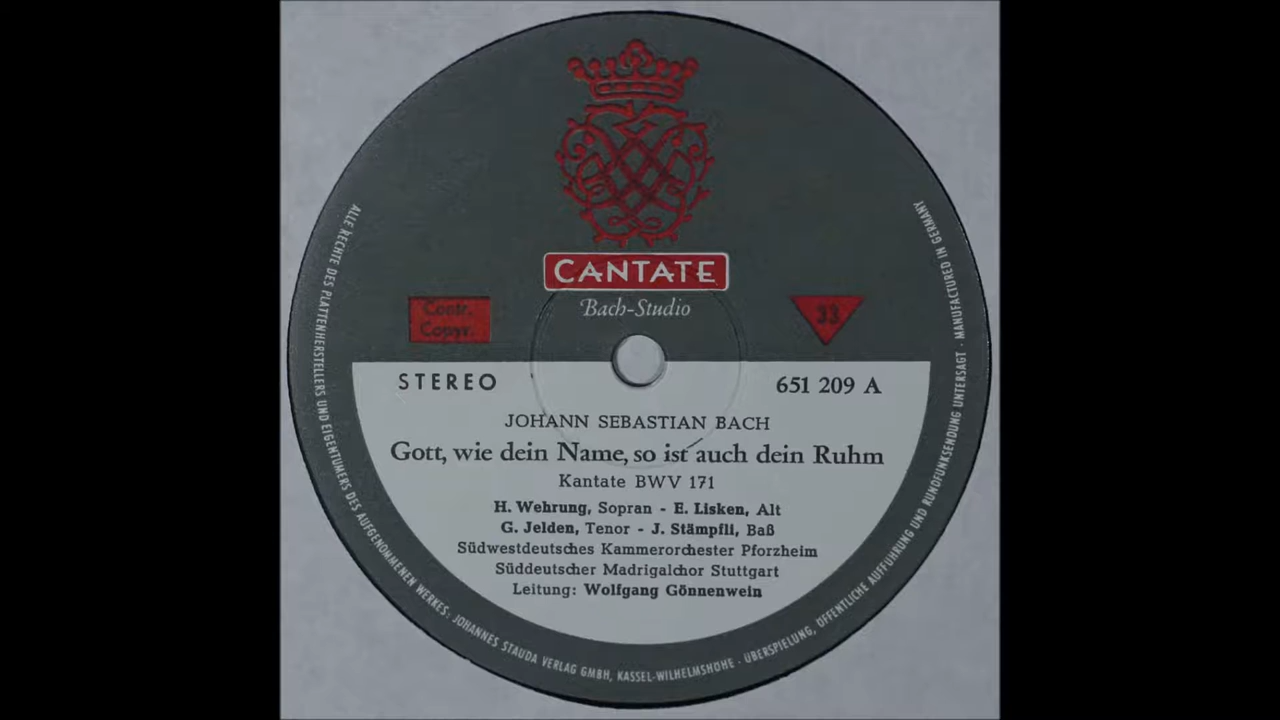 CANTATE
Bach-Studio
Contr.
Copyr.
33
STEREO
651 209 A
JOHANN SEBASTIAN BACH
Gott, wie dein Name, so ist auch dein Ruhm
Kantate BWV 171
H. Wehrung, Sopran - E. Lisken, Alt
G. Jelden, Tenor - J. Stämpfli, Baß
Südwestdeutsches Kammerorchester Pforzheim
Süddeutscher Madrigalchor Stuttgart
Leitung: Wolfgang Gönnenwein
ALLE RECHTE DES PLATTENHERSTELLERS UND EIGENTÜMERS DES AUFGENOMMENEN WERKES: JOHANNES STAUDA VERLAG GMBH, KASSEL-WILHELMSHÖHE · ÜBERSPIELUNG, ÖFFENTLICHE AUFFÜHRUNG UND RUNDFUNKSENDUNG UNTERSAGT · MANUFACTURED IN GERMANY